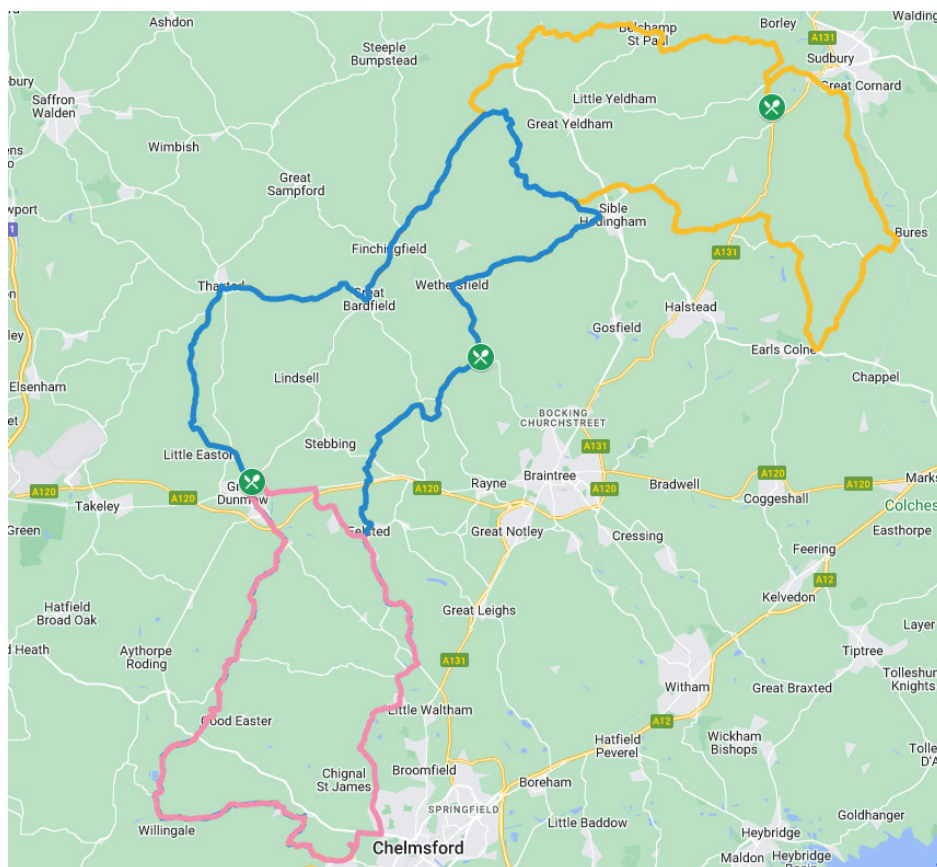 Ashdon
Borley
Walding
Belchamp
St Paul
A131
Steeple
Bumpstead
Sudbury
Saffron
Walden
Little Yeldham
Great Cornard
Great Yeldham
Wimbish
Great
Sampford
Sible
Hedingham
Bures
Finchingfield
A131
Thaxted
Wethersfield
Great
Bardfield
Halstead
Gosfield
Earls Colne
Elsenham
Lindsell
Chappel
BOCKING
CHURCHSTREET
Stebbing
A131
Little Easton
Braintree
Great
Dunmow
Rayne
Bradwell
A120
A120
A120
A120
A120
A120
Takeley
Coggeshall
Marks
Colches
Green
Felsted
Great Notley
Cressing
Easthorpe
Feering
A12
Hatfield
Broad Oak
Great Leighs
Kelvedon
Layer
d Heath
Aythorpe
Roding
A131
Tiptree
Tolleshun
Knights
Witham
Great Braxted
Little Waltham
Good Easter
A12
Hatfield
Peverel
Wickham
Bishops
Tolle
D'A
Chignal
St James
Broomfield
Boreham
SPRINGFIELD
Goldhanger
Willingale
Little Baddow
Heybridge
Chelmsford
Maldon
Heybridge